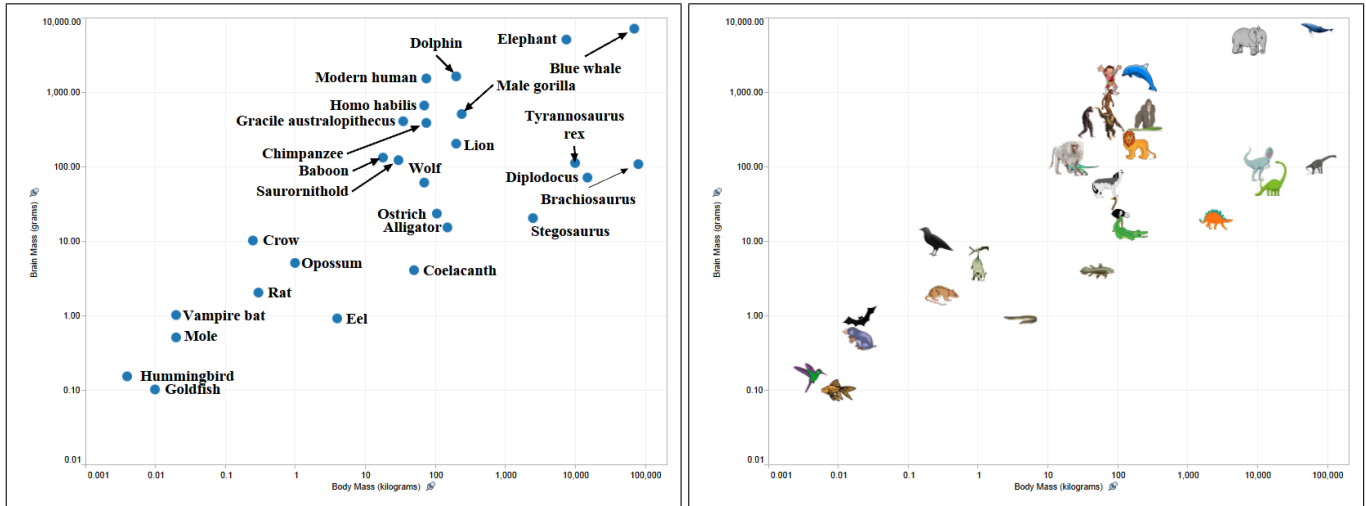 10,000.00
1,000.00
100.00
10.00
1.00
0.10
0.01
Brain Mass (grams)
Dolphin
Elephant
Blue whale
Modern human
Male gorilla
Homo habilis
Gracile australopithecus
Tyrannosaurus
rex
Chimpanzee
Lion
Baboon
Wolf
Saurornithold
Diplodocus
Brachiosaurus
Ostrich
Alligator
Stegosaurus
Crow
Opossum
Coelacanth
Rat
Vampire bat
Eel
Mole
Hummingbird
Goldfish
0.001 0.01 0.1 1 10 100 1,000 10,000 100,000
Body Mass (kilograms)
10,000.00
1,000.00
100.00
10.00
1.00
0.10
0.01
Brain Mass (grams)
0.001 0.01 0.1 1 10 100 1,000 10,000 100,000
Body Mass (kilograms)